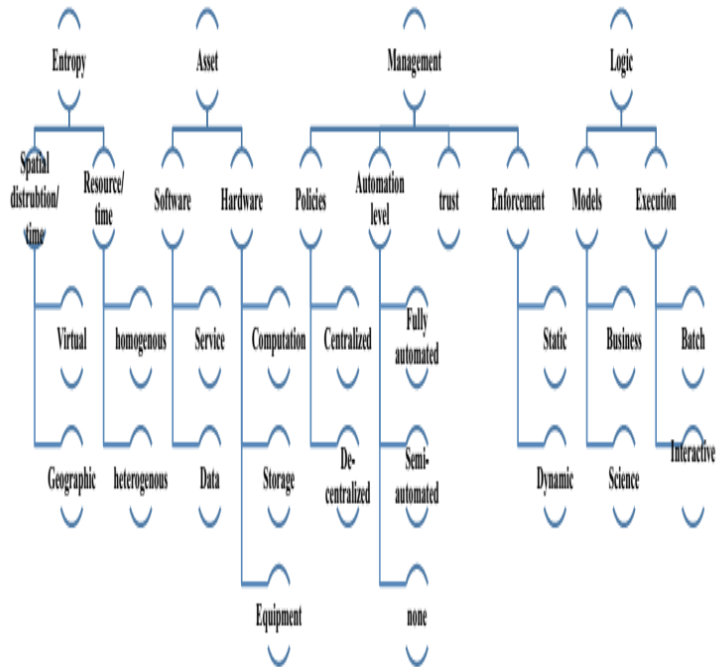 Entropy
Asset
Management
Logic
Spatial
distrubtion/
time
Resource/
time
Software
Hardware
Policies
Automation
level
trust
Enforcement
Models
Execution
Virtual
homogenous
Service
Computation
Centralized
Fully
automated
Static
Business
Batch
Geographic
heterogenous
Data
Storage
De-
centralized
Semi-
automated
Dynamic
Science
Interactive
Equipment
none